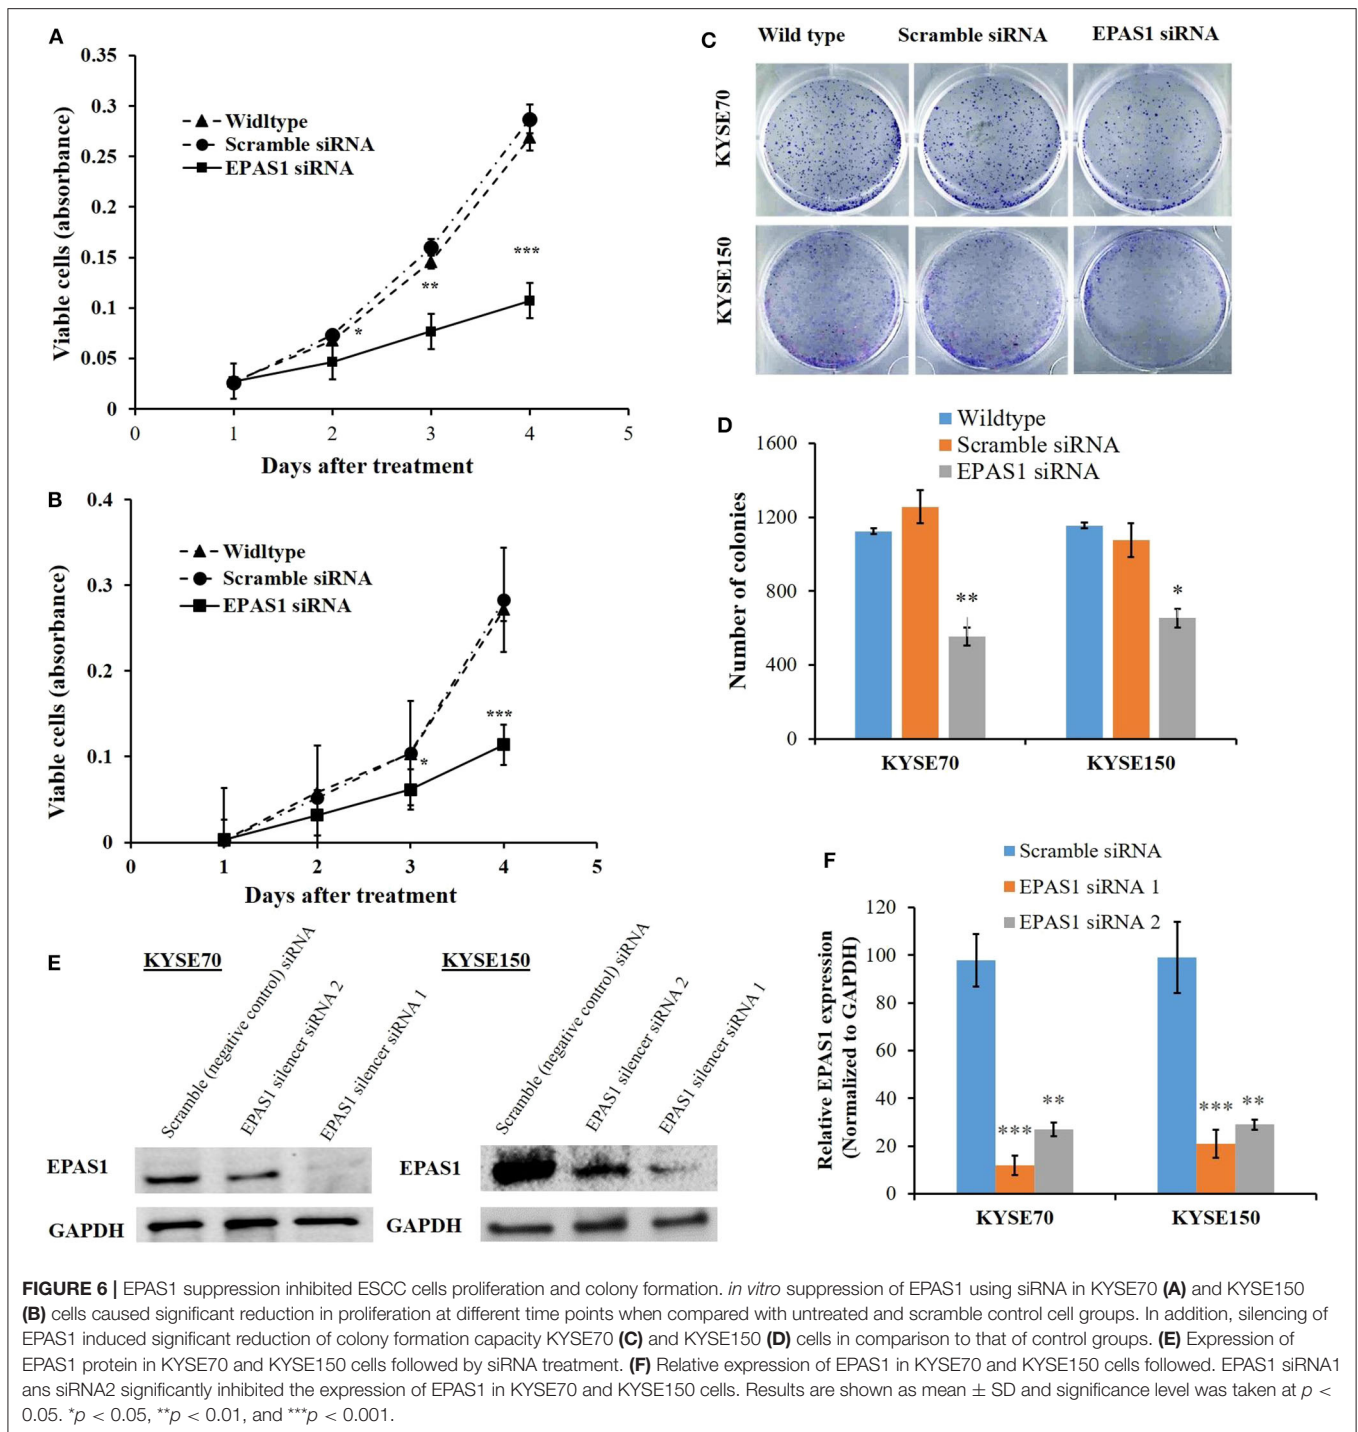 A
0.35
0.3
0.25
0.2
0.15
0.1
0.05
0
Viable cells (absorbance)
Widltype
Scramble siRNA
EPAS1 siRNA
*
**
***
0 1 2 3 4 5
Days after treatment
B
0.4
0.3
0.2
0.1
0
Viable cells (absorbance)
Widltype
Scramble siRNA
EPAS1 siRNA
*
***
0 1 2 3 4 5
Days after treatment
C
Wild type Scramble siRNA EPAS1 siRNA
KYSE70
KYSE150
D
Wildtype
Scramble siRNA
EPAS1 siRNA
1600
1200
800
400
0
Number of colonies
**
*
KYSE70 KYSE150
E
KYSE70
Scramble (negative control) siRNA
EPAS1 silencer siRNA 2
EPAS1 silencer siRNA 1
EPAS1
GAPDH
KYSE150
Scramble (negative control) siRNA
EPAS1 silencer siRNA 2
EPAS1 silencer siRNA 1
EPAS1
GAPDH
F
Scramble siRNA
EPAS1 siRNA 1
EPAS1 siRNA 2
120
100
80
60
40
20
0
Relative EPAS1 expression
(Normalized to GAPDH)
*** **
*** **
KYSE70 KYSE150
FIGURE 6 | EPAS1 suppression inhibited ESCC cells proliferation and colony formation. in vitro suppression of EPAS1 using siRNA in KYSE70 (A) and KYSE150
(B) cells caused significant reduction in proliferation at different time points when compared with untreated and scramble control cell groups. In addition, silencing of
EPAS1 induced significant reduction of colony formation capacity KYSE70 (C) and KYSE150 (D) cells in comparison to that of control groups. (E) Expression of
EPAS1 protein in KYSE70 and KYSE150 cells followed by siRNA treatment. (F) Relative expression of EPAS1 in KYSE70 and KYSE150 cells followed. EPAS1 siRNA1
ans siRNA2 significantly inhibited the expression of EPAS1 in KYSE70 and KYSE150 cells. Results are shown as mean ± SD and significance level was taken at p <
0.05. *p < 0.05, **p < 0.01, and ***p < 0.001.